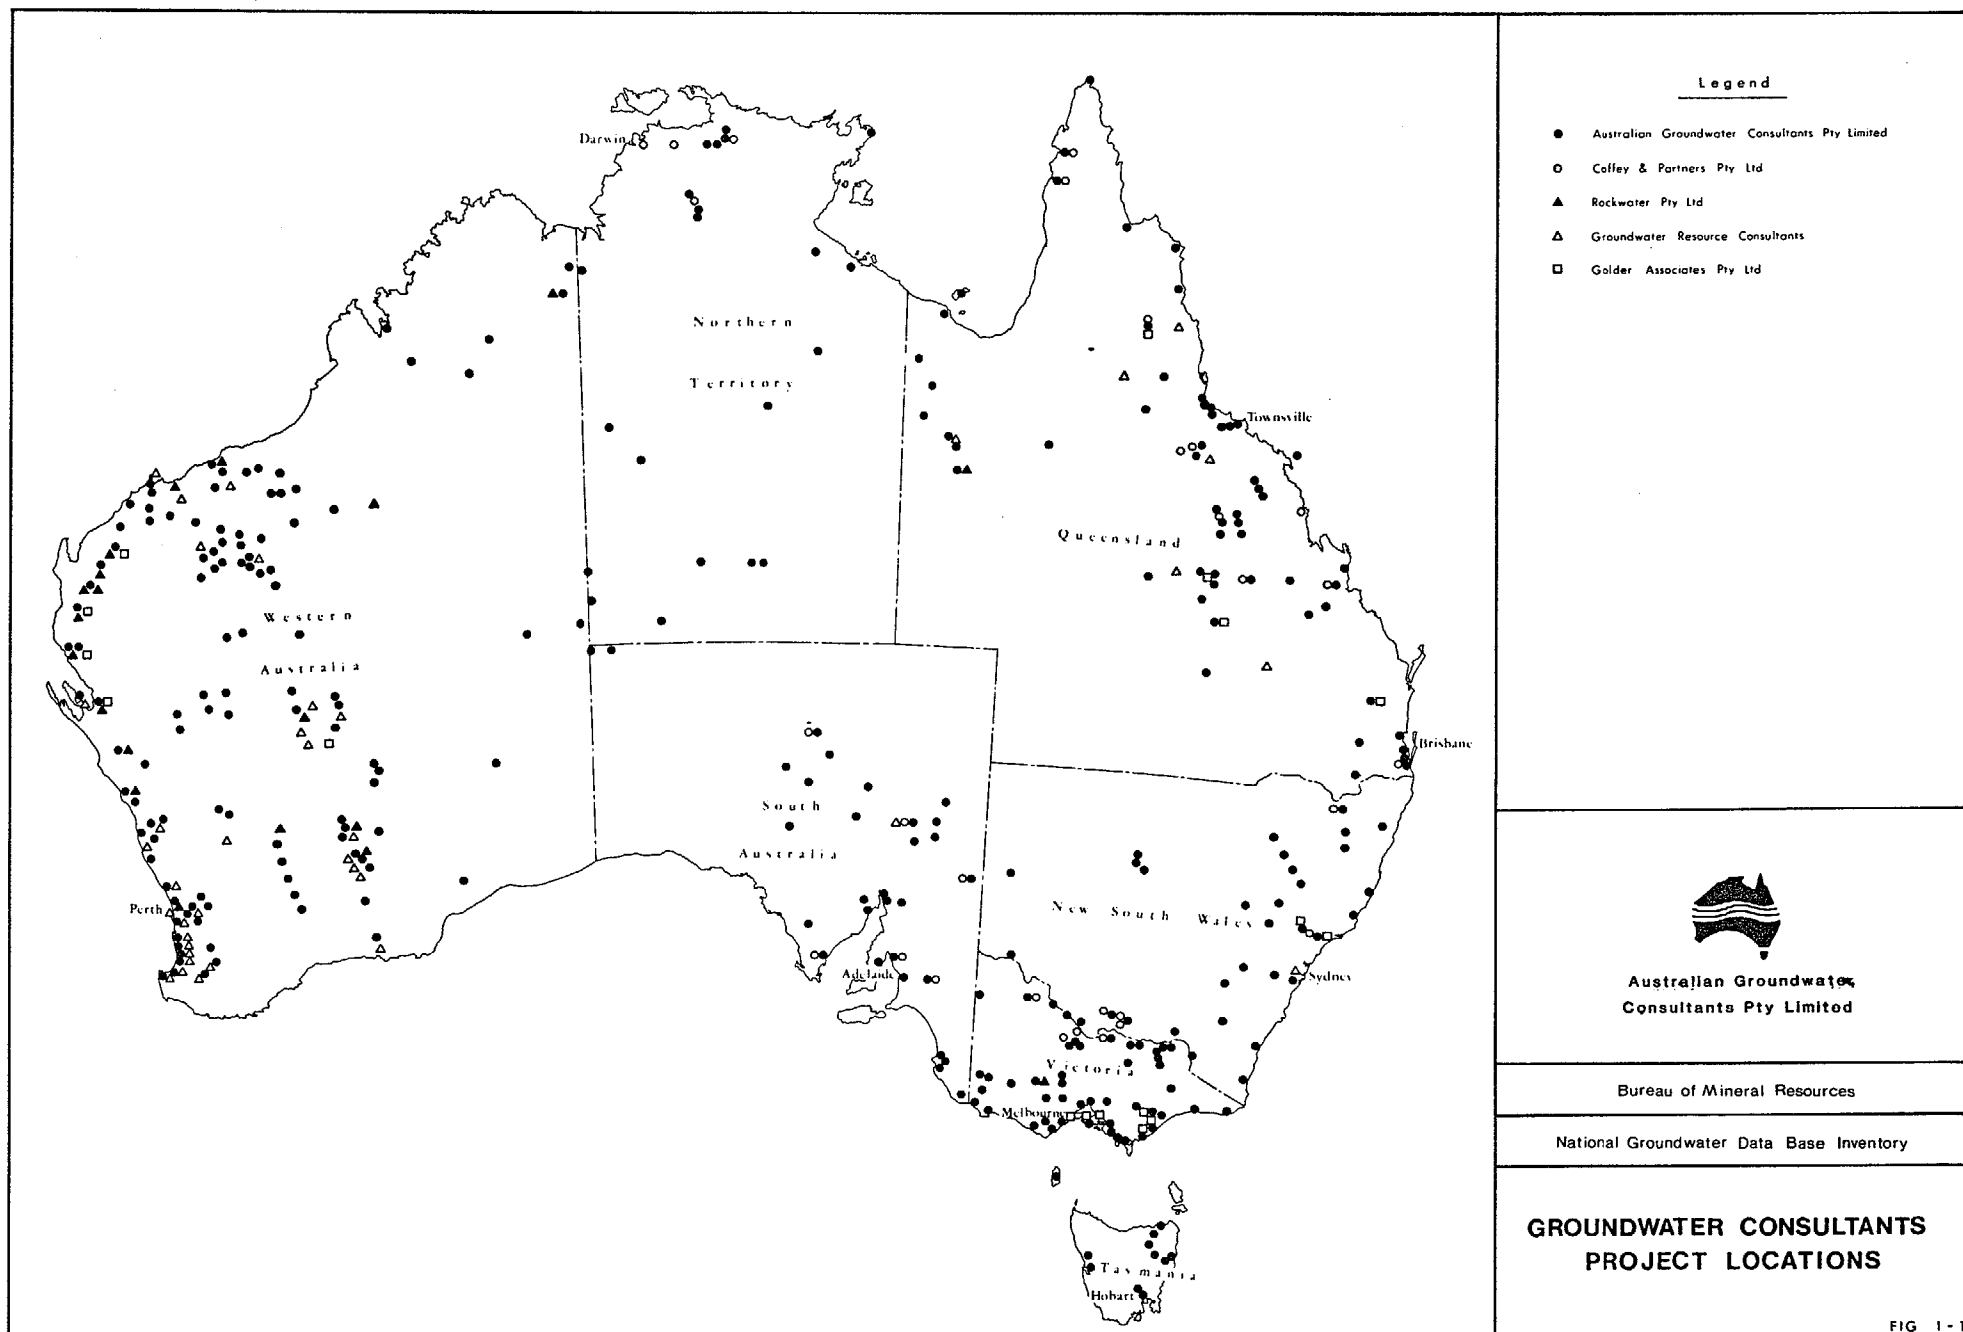 Darwin
Northern
Territory
Townsville
Queensland
Western
Australia
Brisbane
South
Australia
New South Wales
Perth
Adelaide
Sydney
Victoria
Melbourne
Tasmania
Hobart
Legend
Australian Groundwater Consultants Pty Limited
Coffey & Partners Pty Ltd
Rockwater Pty Ltd
Groundwater Resource Consultants
Golder Associates Pty Ltd
Australian Groundwater
Consultants Pty Limited
Bureau of Mineral Resources
National Groundwater Data Base Inventory
GROUNDWATER CONSULTANTS
PROJECT LOCATIONS
FIG 1-1